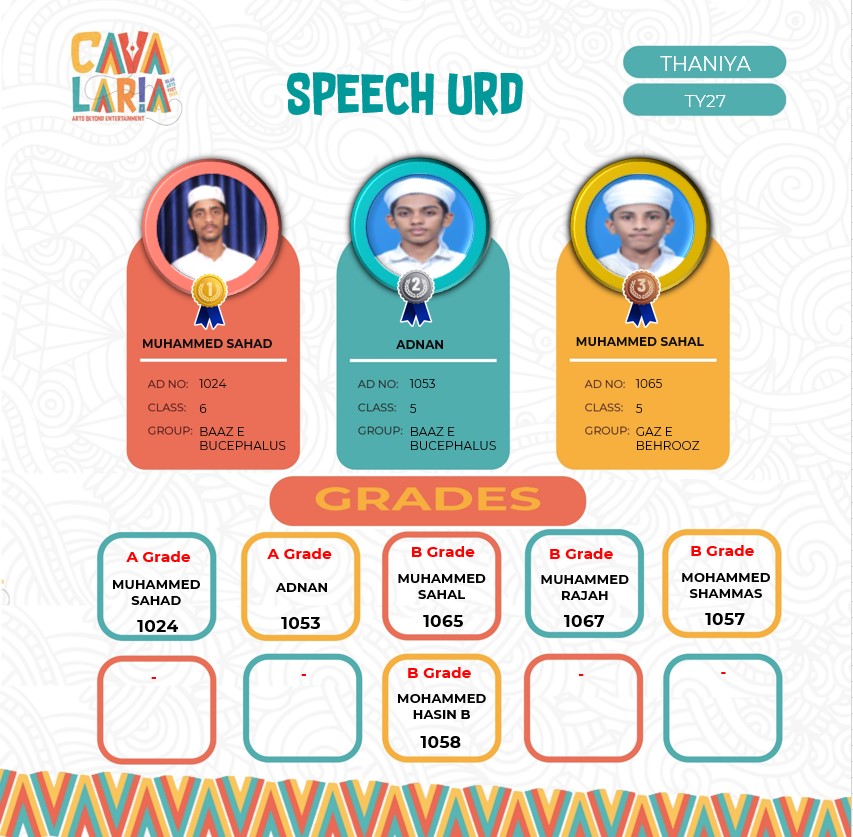 CAVA
LARIA
ARTS BEYOND ENTERTAINMENT
SPEECH URD
THANIYA
TY27
1
2
3
MUHAMMED SAHAD
AD NO: 1024
CLASS: 6
GROUP: BAAZ E
BUCEPHALUS
ADNAN
AD NO: 1053
CLASS: 5
GROUP: BAAZ E
BUCEPHALUS
MUHAMMED SAHAL
AD NO: 1065
CLASS: 5
GROUP: GAZ E
BEHROOZ
GRADES
A Grade
MUHAMMED
SAHAD
1024
A Grade
ADNAN
1053
B Grade
MUHAMMED
SAHAL
1065
B Grade
MUHAMMED
RAJAH
1067
B Grade
MOHAMMED
SHAMMAS
1057
-
-
B Grade
MOHAMMED
HASIN B
1058
-
-